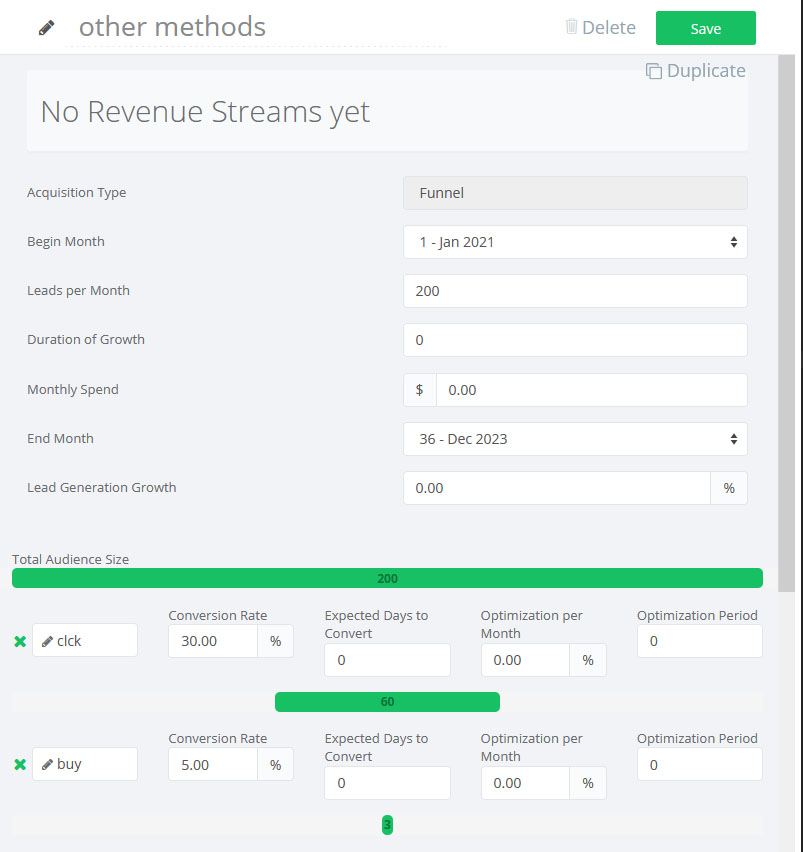 other methods
Delete
Save
Duplicate
No Revenue Streams yet
Acquisition Type
Funnel
Begin Month
1 - Jan 2021
Leads per Month
200
Duration of Growth
0
Monthly Spend
$ 0.00
End Month
36 - Dec 2023
Lead Generation Growth
0.00 %
Total Audience Size
200
clck
Conversion Rate
30.00 %
Expected Days to
Convert
0
Optimization per
Month
0.00 %
Optimization Period
0
60
buy
Conversion Rate
5.00 %
Expected Days to
Convert
0
Optimization per
Month
0.00 %
Optimization Period
0
3